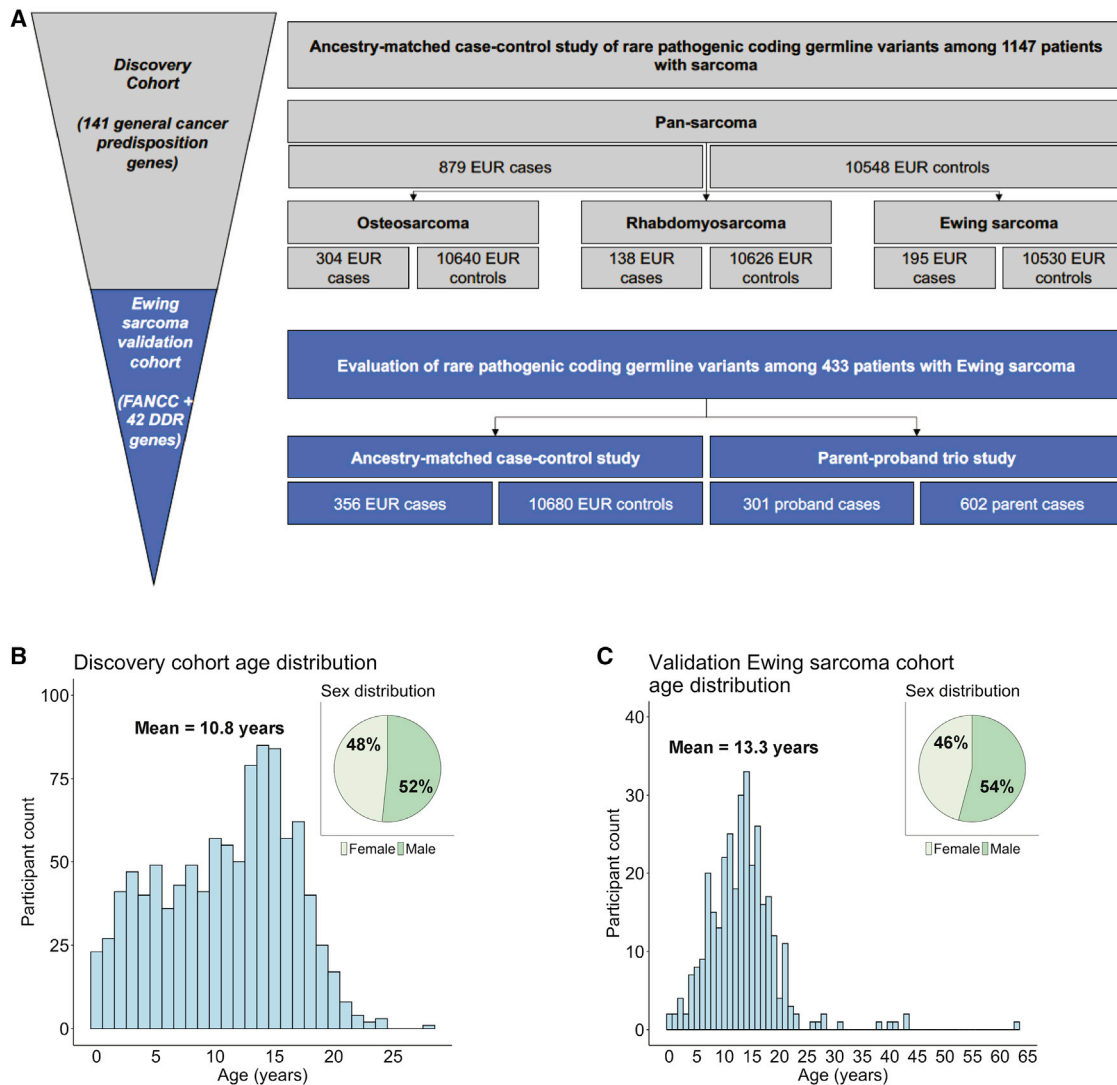 A
Discovery
Cohort
(141 general cancer
predisposition
genes)
Ewing
sarcoma
validation
cohort
(FANCC +
42 DDR
genes)
Ancestry-matched case-control study of rare pathogenic coding germline variants among 1147 patients
with sarcoma
Pan-sarcoma
879 EUR cases
10548 EUR controls
Osteosarcoma
Rhabdomyosarcoma
Ewing sarcoma
304 EUR
cases
10640 EUR
controls
138 EUR
cases
10626 EUR
controls
195 EUR
cases
10530 EUR
controls
Evaluation of rare pathogenic coding germline variants among 433 patients with Ewing sarcoma
Ancestry-matched case-control study
Parent-proband trio study
356 EUR cases
10680 EUR controls
301 proband cases
602 parent cases
B
Discovery cohort age distribution
Sex distribution
Mean = 10.8 years
48%
52%
Female
Male
Participant count
100
75
50
25
0
0
5
10
15
20
25
Age (years)
C
Validation Ewing sarcoma cohort
age distribution
Sex distribution
Mean = 13.3 years
46%
54%
Female
Male
Participant count
40
30
20
10
0
0
5
10
15
20
25
30
35
40
45
50
55
60
65
Age (years)